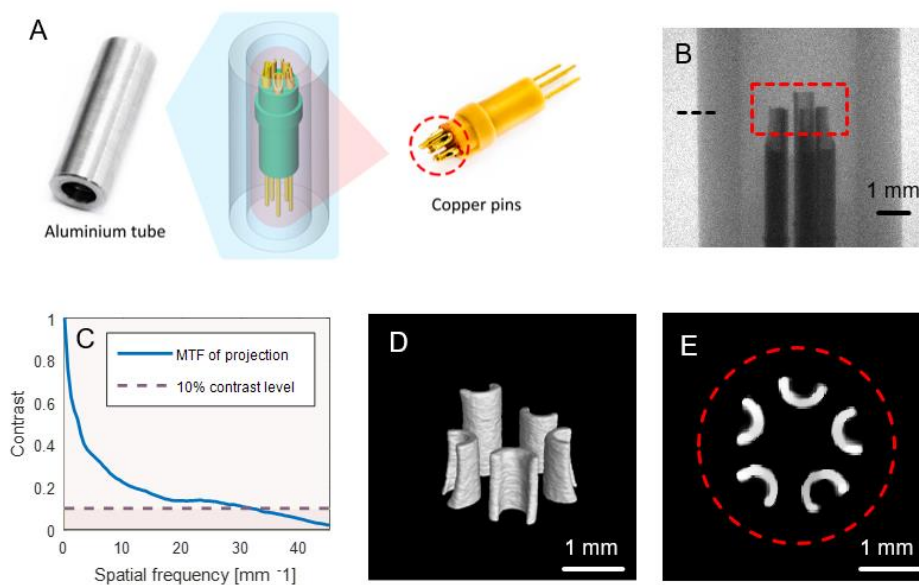 A
Aluminium tube
Copper pins
B
1 mm
C
MTF of projection
10% contrast level
1
0.8
0.6
0.4
0.2
0
Contrast
0
10
20
30
40
Spatial frequency [mm -1]
D
1 mm
E
1 mm